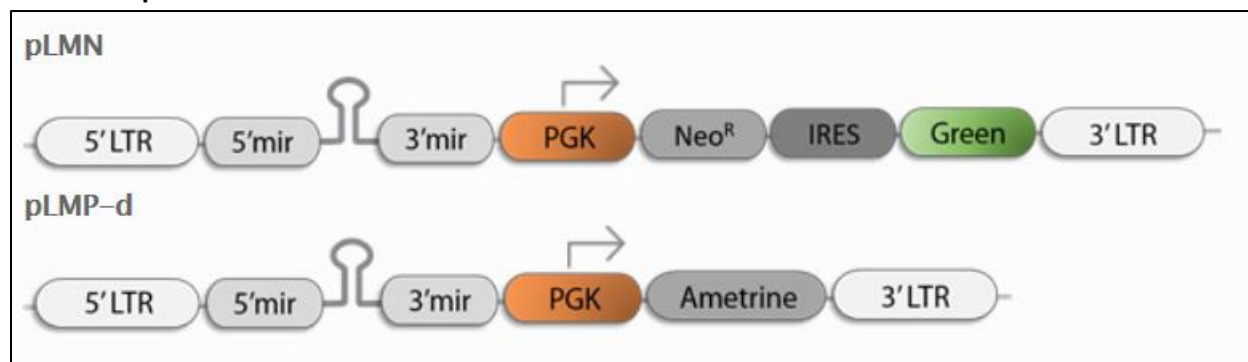 pLMN
5'LTR 5'mir 3'mir PGK Neo^R IRES Green 3'LTR
pLMP-d
5'LTR 5'mir 3'mir PGK Ametrine 3'LTR